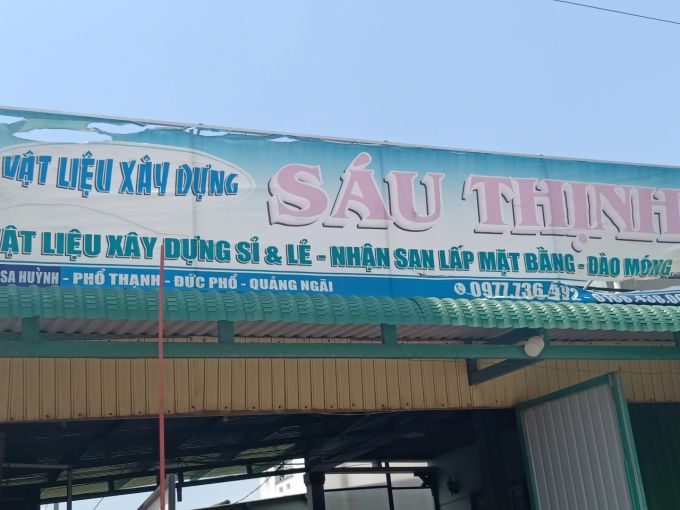 VẬT LIỆU XÂY DỰNG
SÁU THỊNH
VẬT LIỆU XÂY DỰNG SỈ & LẺ - NHẬN SAN LẤP MẶT BẰNG - ĐÀO MÓNG
SA HUỲNH - PHỔ THẠNH - ĐỨC PHỔ - QUẢNG NGÃI
0977.736.492